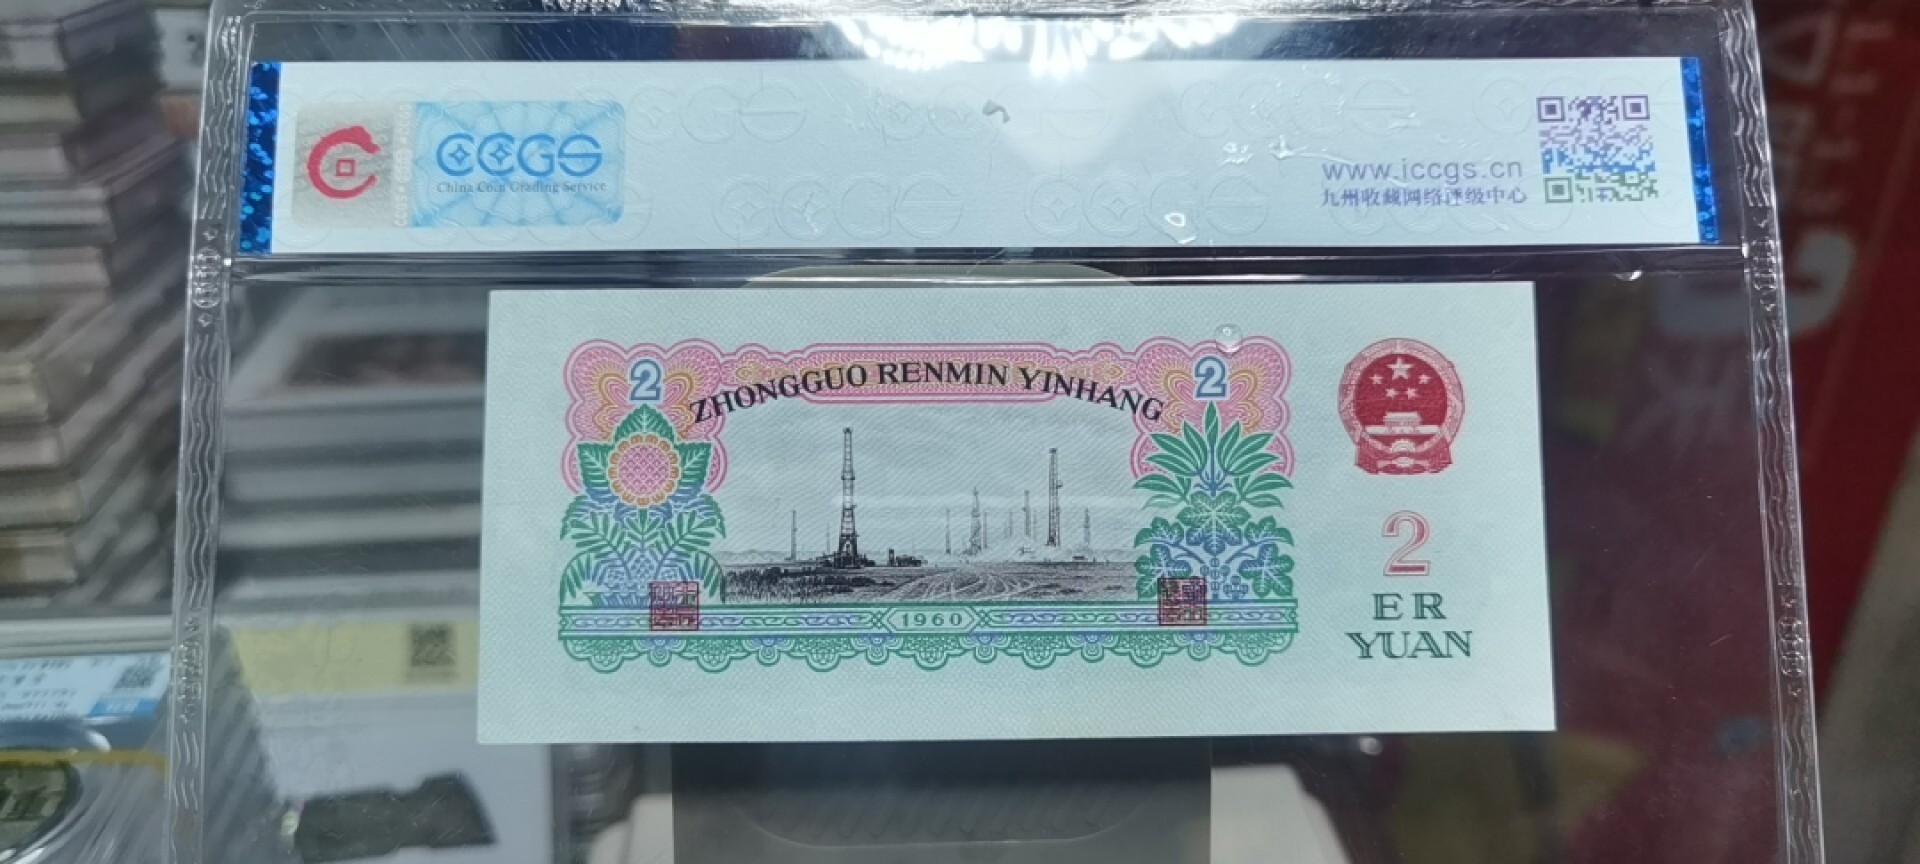 CCGS
China Coin Grading Service
www.iccgs.cn
九州收藏网络评级中心
2
ZHONGGUO RENMIN YINHANG
2
2
ER
YUAN
1960